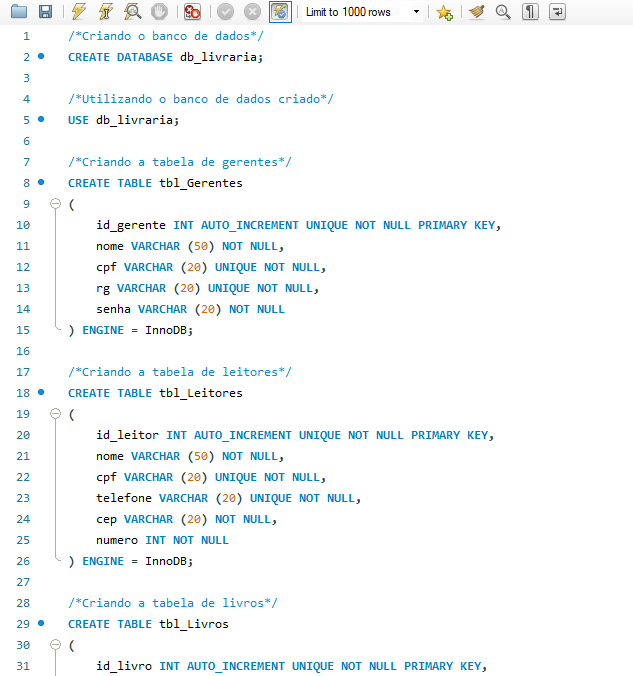 Limit to 1000 rows
1 /*Criando o banco de dados*/
2 CREATE DATABASE db_livraria;
3
4 /*Utilizando o banco de dados criado*/
5 USE db_livraria;
6
7 /*Criando a tabela de gerentes*/
8 CREATE TABLE tbl_Gerentes
9 (
10 id_gerente INT AUTO_INCREMENT UNIQUE NOT NULL PRIMARY KEY,
11 nome VARCHAR (50) NOT NULL,
12 cpf VARCHAR (20) UNIQUE NOT NULL,
13 rg VARCHAR (20) UNIQUE NOT NULL,
14 senha VARCHAR (20) NOT NULL
15 ) ENGINE = InnoDB;
16
17 /*Criando a tabela de leitores*/
18 CREATE TABLE tbl_Leitores
19 (
20 id_leitor INT AUTO_INCREMENT UNIQUE NOT NULL PRIMARY KEY,
21 nome VARCHAR (50) NOT NULL,
22 cpf VARCHAR (20) UNIQUE NOT NULL,
23 telefone VARCHAR (20) UNIQUE NOT NULL,
24 cep VARCHAR (20) NOT NULL,
25 numero INT NOT NULL
26 ) ENGINE = InnoDB;
27
28 /*Criando a tabela de livros*/
29 CREATE TABLE tbl_Livros
30 (
31 id_livro INT AUTO_INCREMENT UNIQUE NOT NULL PRIMARY KEY,